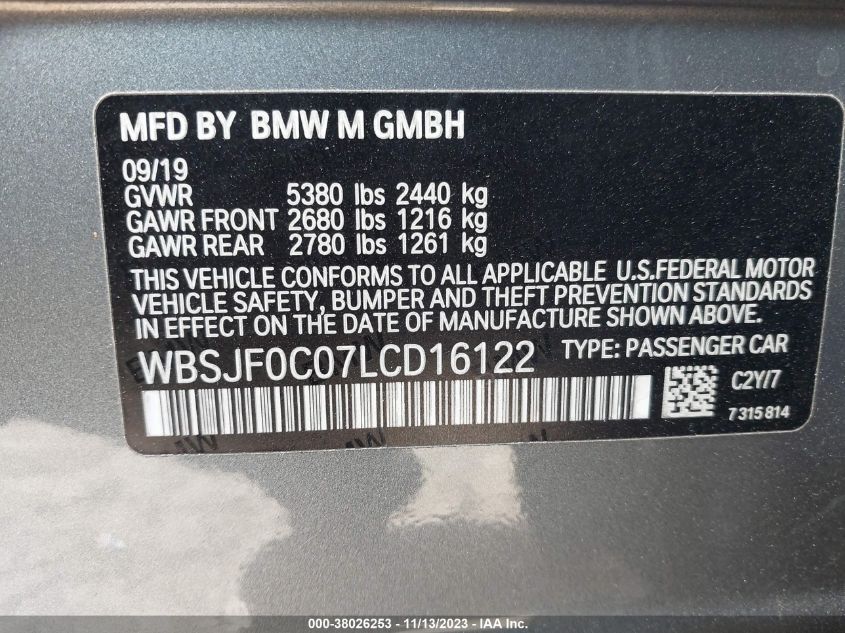 MFD BY BMW M GMBH
09/19
GVWR 5380 lbs 2440 kg
GAWR FRONT 2680 lbs 1216 kg
GAWR REAR 2780 lbs 1261 kg
THIS VEHICLE CONFORMS TO ALL APPLICABLE U.S.FEDERAL MOTOR
VEHICLE SAFETY, BUMPER AND THEFT PREVENTION STANDARDS
IN EFFECT ON THE DATE OF MANUFACTURE SHOWN ABOVE.
WBSJF0C07LCD16122 TYPE: PASSENGER CAR
C2Y/7
7315814
000-38026253 - 11/13/2023 - IAA Inc.